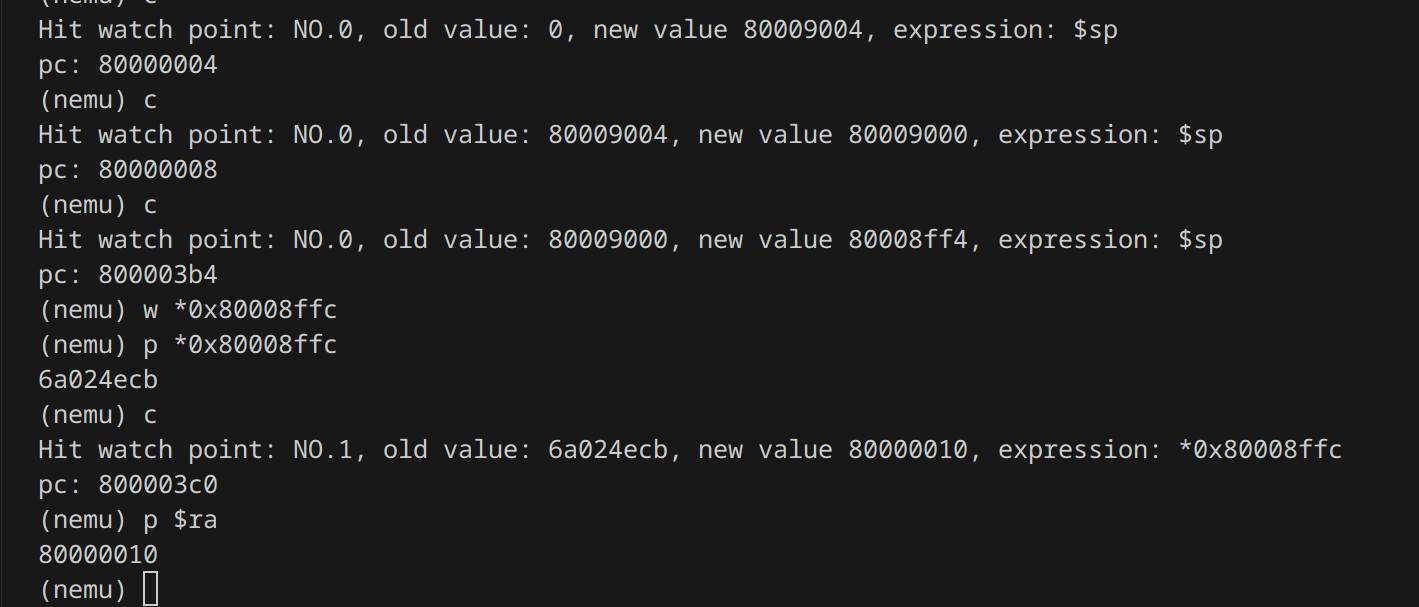 (nemu) c
Hit watch point: NO.0, old value: 0, new value 80009004, expression: $sp
pc: 80000004
(nemu) c
Hit watch point: NO.0, old value: 80009004, new value 80009000, expression: $sp
pc: 80000008
(nemu) c
Hit watch point: NO.0, old value: 80009000, new value 80008ff4, expression: $sp
pc: 800003b4
(nemu) w *0x80008ffc
(nemu) p *0x80008ffc
6a024ecb
(nemu) c
Hit watch point: NO.1, old value: 6a024ecb, new value 80000010, expression: *0x80008ffc
pc: 800003c0
(nemu) p $ra
80000010
(nemu)